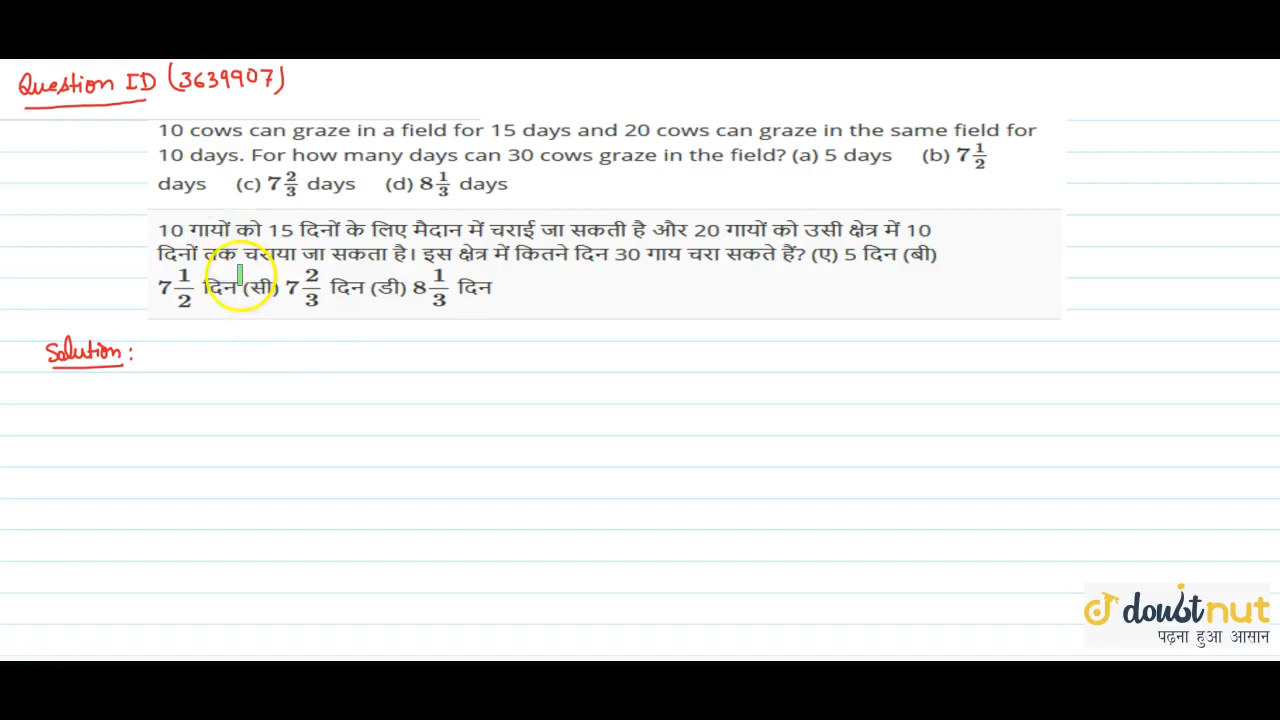 Question ID (3639907)
10 cows can graze in a field for 15 days and 20 cows can graze in the same field for
10 days. For how many days can 30 cows graze in the field? (a) 5 days (b) 7 1/2
days (c) 7 2/3 days (d) 8 1/3 days
10 गायों को 15 दिनों के लिए मैदान में चराई जा सकती है और 20 गायों को उसी क्षेत्र में 10
दिनों तक चराया जा सकता है। इस क्षेत्र में कितने दिन 30 गाय चरा सकते हैं? (ए) 5 दिन (बी)
7 1/2 दिन (सी) 7 2/3 दिन (डी) 8 1/3 दिन
Solution:
doubtnut
पढ़ना हुआ आसान